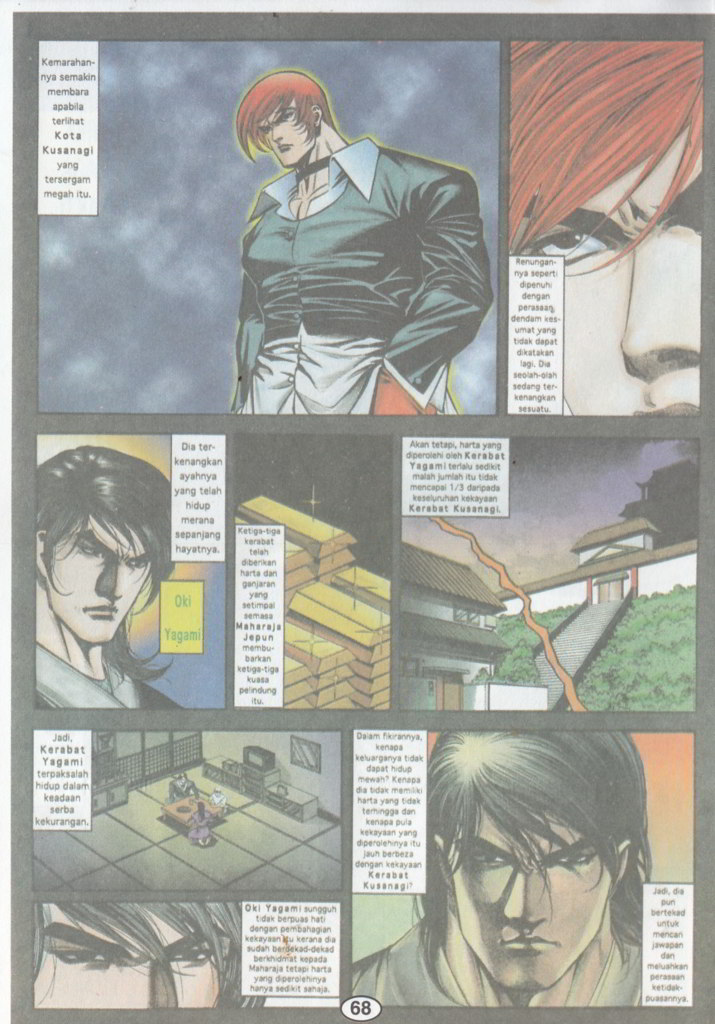 Kemarahan-
nya semakin
membara
apabila
terlihat
Kota
Kusanagi
yang
tersergam
megah itu.
Renungan-
nya seperti
dipenuhi
dengan
perasaan
dendam kes-
umat yang
tidak dapat
dikatakan
lagi. Dia
seolah-olah
sedang ter-
kenangkan
sesuatu.
Dia ter-
kenangkan
ayahnya
yang telah
hidup
merana
sepanjang
hayatnya.
Oki
Yagami
Ketiga-tiga
kerabat
telah
diberikan
harta dan
ganjaran
yang
setimpal
semasa
Maharaja
Jepun
membu-
barkan
ketiga-tiga
kuasa
pelindung
itu.
Akan tetapi, harta yang
diperolehi oleh Kerabat
Yagami terlalu sedikit
malah jumlah itu tidak
mencapai 1/3 daripada
keseluruhan kekayaan
Kerabat Kusanagi.
Jadi,
Kerabat
Yagami
terpaksalah
hidup dalam
keadaan
serba
kekurangan.
Dalam fikirannya,
kenapa
keluarganya tidak
dapat hidup
mewah? Kenapa
dia tidak memiliki
harta yang tidak
terhingga dan
kenapa pula
kekayaan yang
diperolehinya itu
jauh berbeza
dengan kekayaan
Kerabat
Kusanagi?
Oki Yagami sungguh
tidak berpuas hati
dengan pembahagian
kekayaan itu kerana dia
sudah berdekad-dekad
berkhidmat kepada
Maharaja tetapi harta
yang diperolehinya
hanya sedikit sahaja.
Jadi, dia
pun
bertekad
untuk
mencari
jawapan
dan
meluahkan
perasaan
ketidak-
puasannya.
68